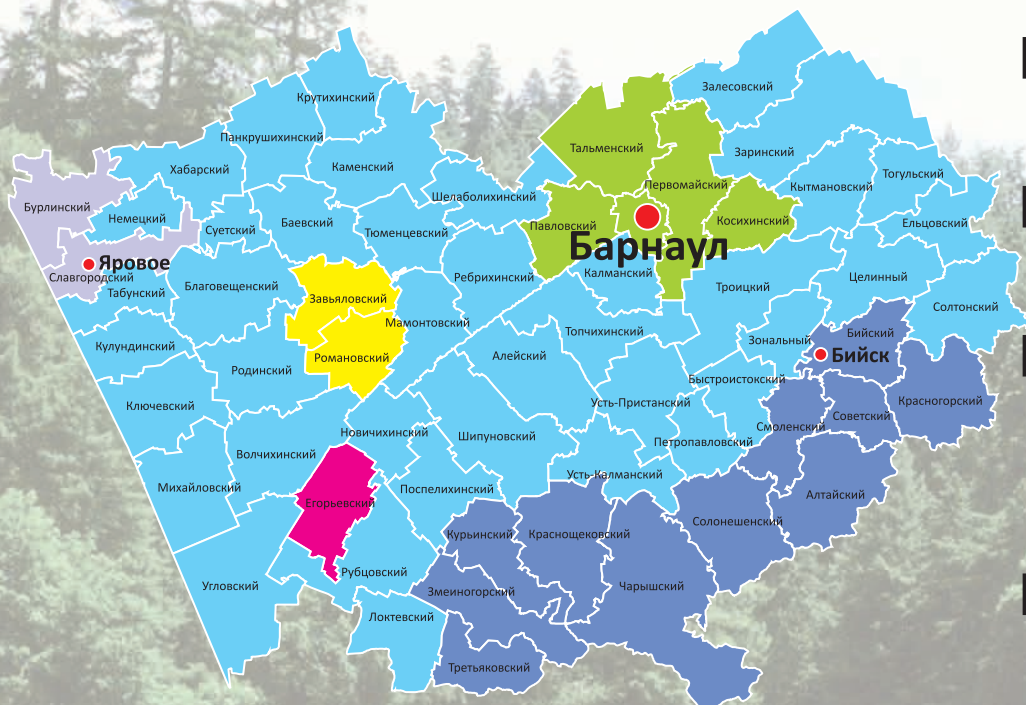 Крутихинский
Залесовский
Панкрушихинский
Тальменский
Заринский
Хабарский
Каменский
Тогульский
Первомайский
Кытмановский
Шелаболихинский
Бурлинский
Немецкий
Суетский
Баевский
Тюменцевский
Павловский
Косихинский
Ельцовский
Барнаул
Яровое
Славгородский
Табунский
Благовещенский
Ребрихинский
Калманский
Троицкий
Целинный
Завьяловский
Солтонский
Мамонтовский
Топчихинский
Бийский
Кулундинский
Романовский
Алейский
Зональный
Бийск
Родинский
Быстроистокский
Ключевский
Усть-Пристанский
Красногорский
Советский
Смоленский
Новичихинский
Шипуновский
Петропавловский
Волчихинский
Михайловский
Поспелихинский
Усть-Калманский
Алтайский
Егорьевский
Солонешенский
Курьинский
Краснощековский
Рубцовский
Угловский
Змеиногорский
Чарышский
Локтевский
Третьяковский